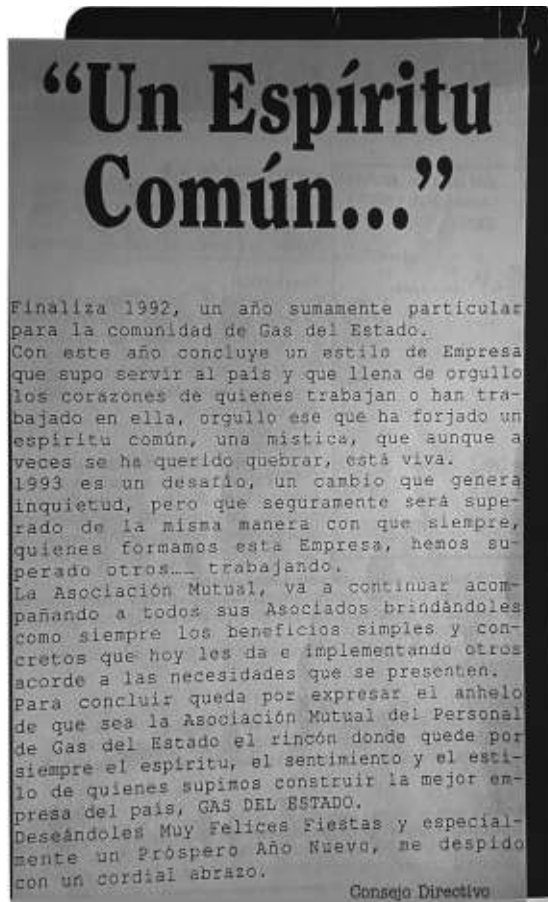 “Un Espíritu
Común...”
Finaliza 1992, un año sumamente particular
para la comunidad de Gas del Estado.
Con este año concluye un estilo de Empresa
que supo servir al país y que llena de orgullo
los corazones de quienes trabajan o han tra-
bajado en ella, orgullo ese que ha forjado un
espíritu común, una mística, que aunque a
veces se ha querido quebrar, está viva.
1993 es un desafío, un cambio que genera
inquietud, pero que seguramente será supe-
rado de la misma manera con que siempre,
quienes formamos esta Empresa, hemos su-
perado otros…… trabajando.
La Asociación Mutual, va a continuar acom-
pañando a todos sus Asociados brindándoles
como siempre los beneficios simples y con-
cretos que hoy les da e implementando otros
acorde a las necesidades que se presenten.
Para concluir queda por expresar el anhelo
de que sea la Asociación Mutual del Personal
de Gas del Estado el rincón donde quede por
siempre el espíritu, el sentimiento y el esti-
lo de quienes supimos construir la mejor em-
presa del país, GAS DEL ESTADO.
Deseándoles Muy Felices Fiestas y especial-
mente un Próspero Año Nuevo, me despido
con un cordial abrazo.
Consejo Directivo